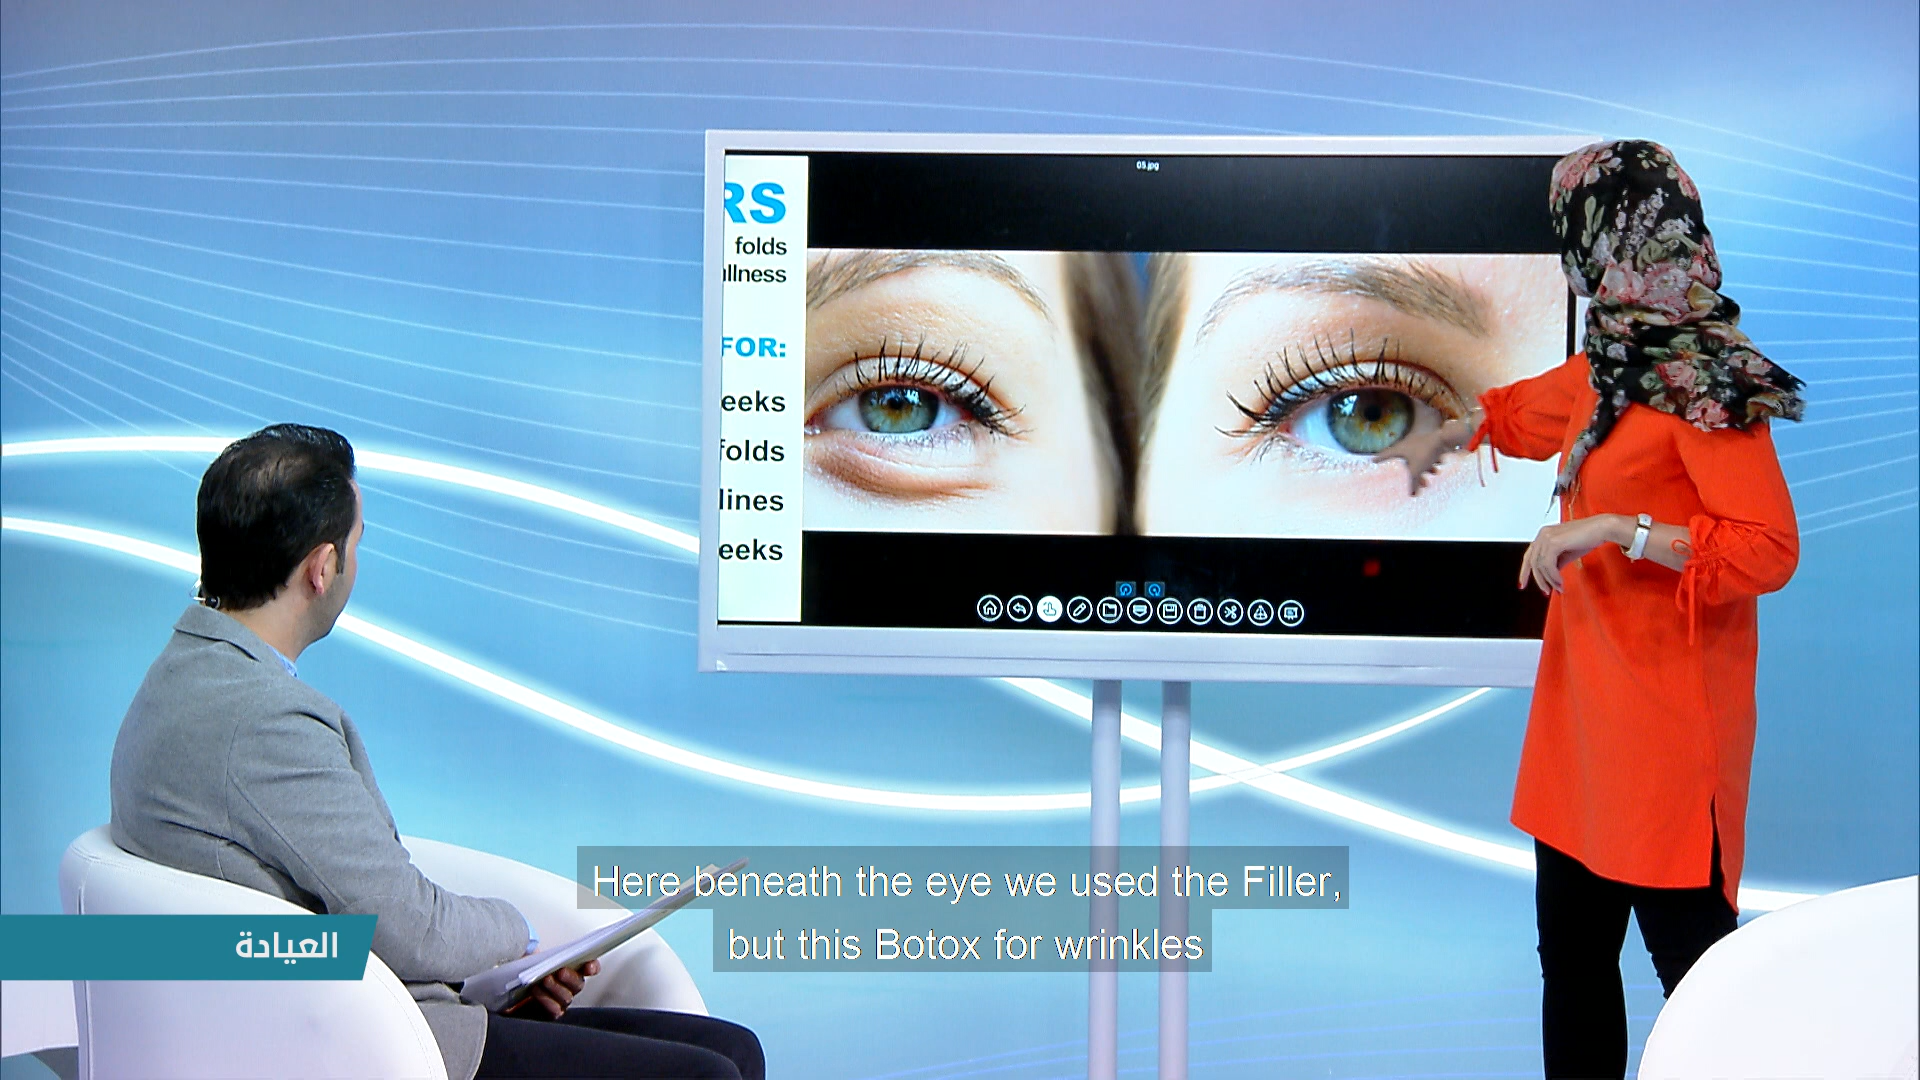 05.jpg
RS
folds
llness
FOR:
eeks
folds
lines
eeks
Here beneath the eye we used the Filler,
but this Botox for wrinkles
العيادة